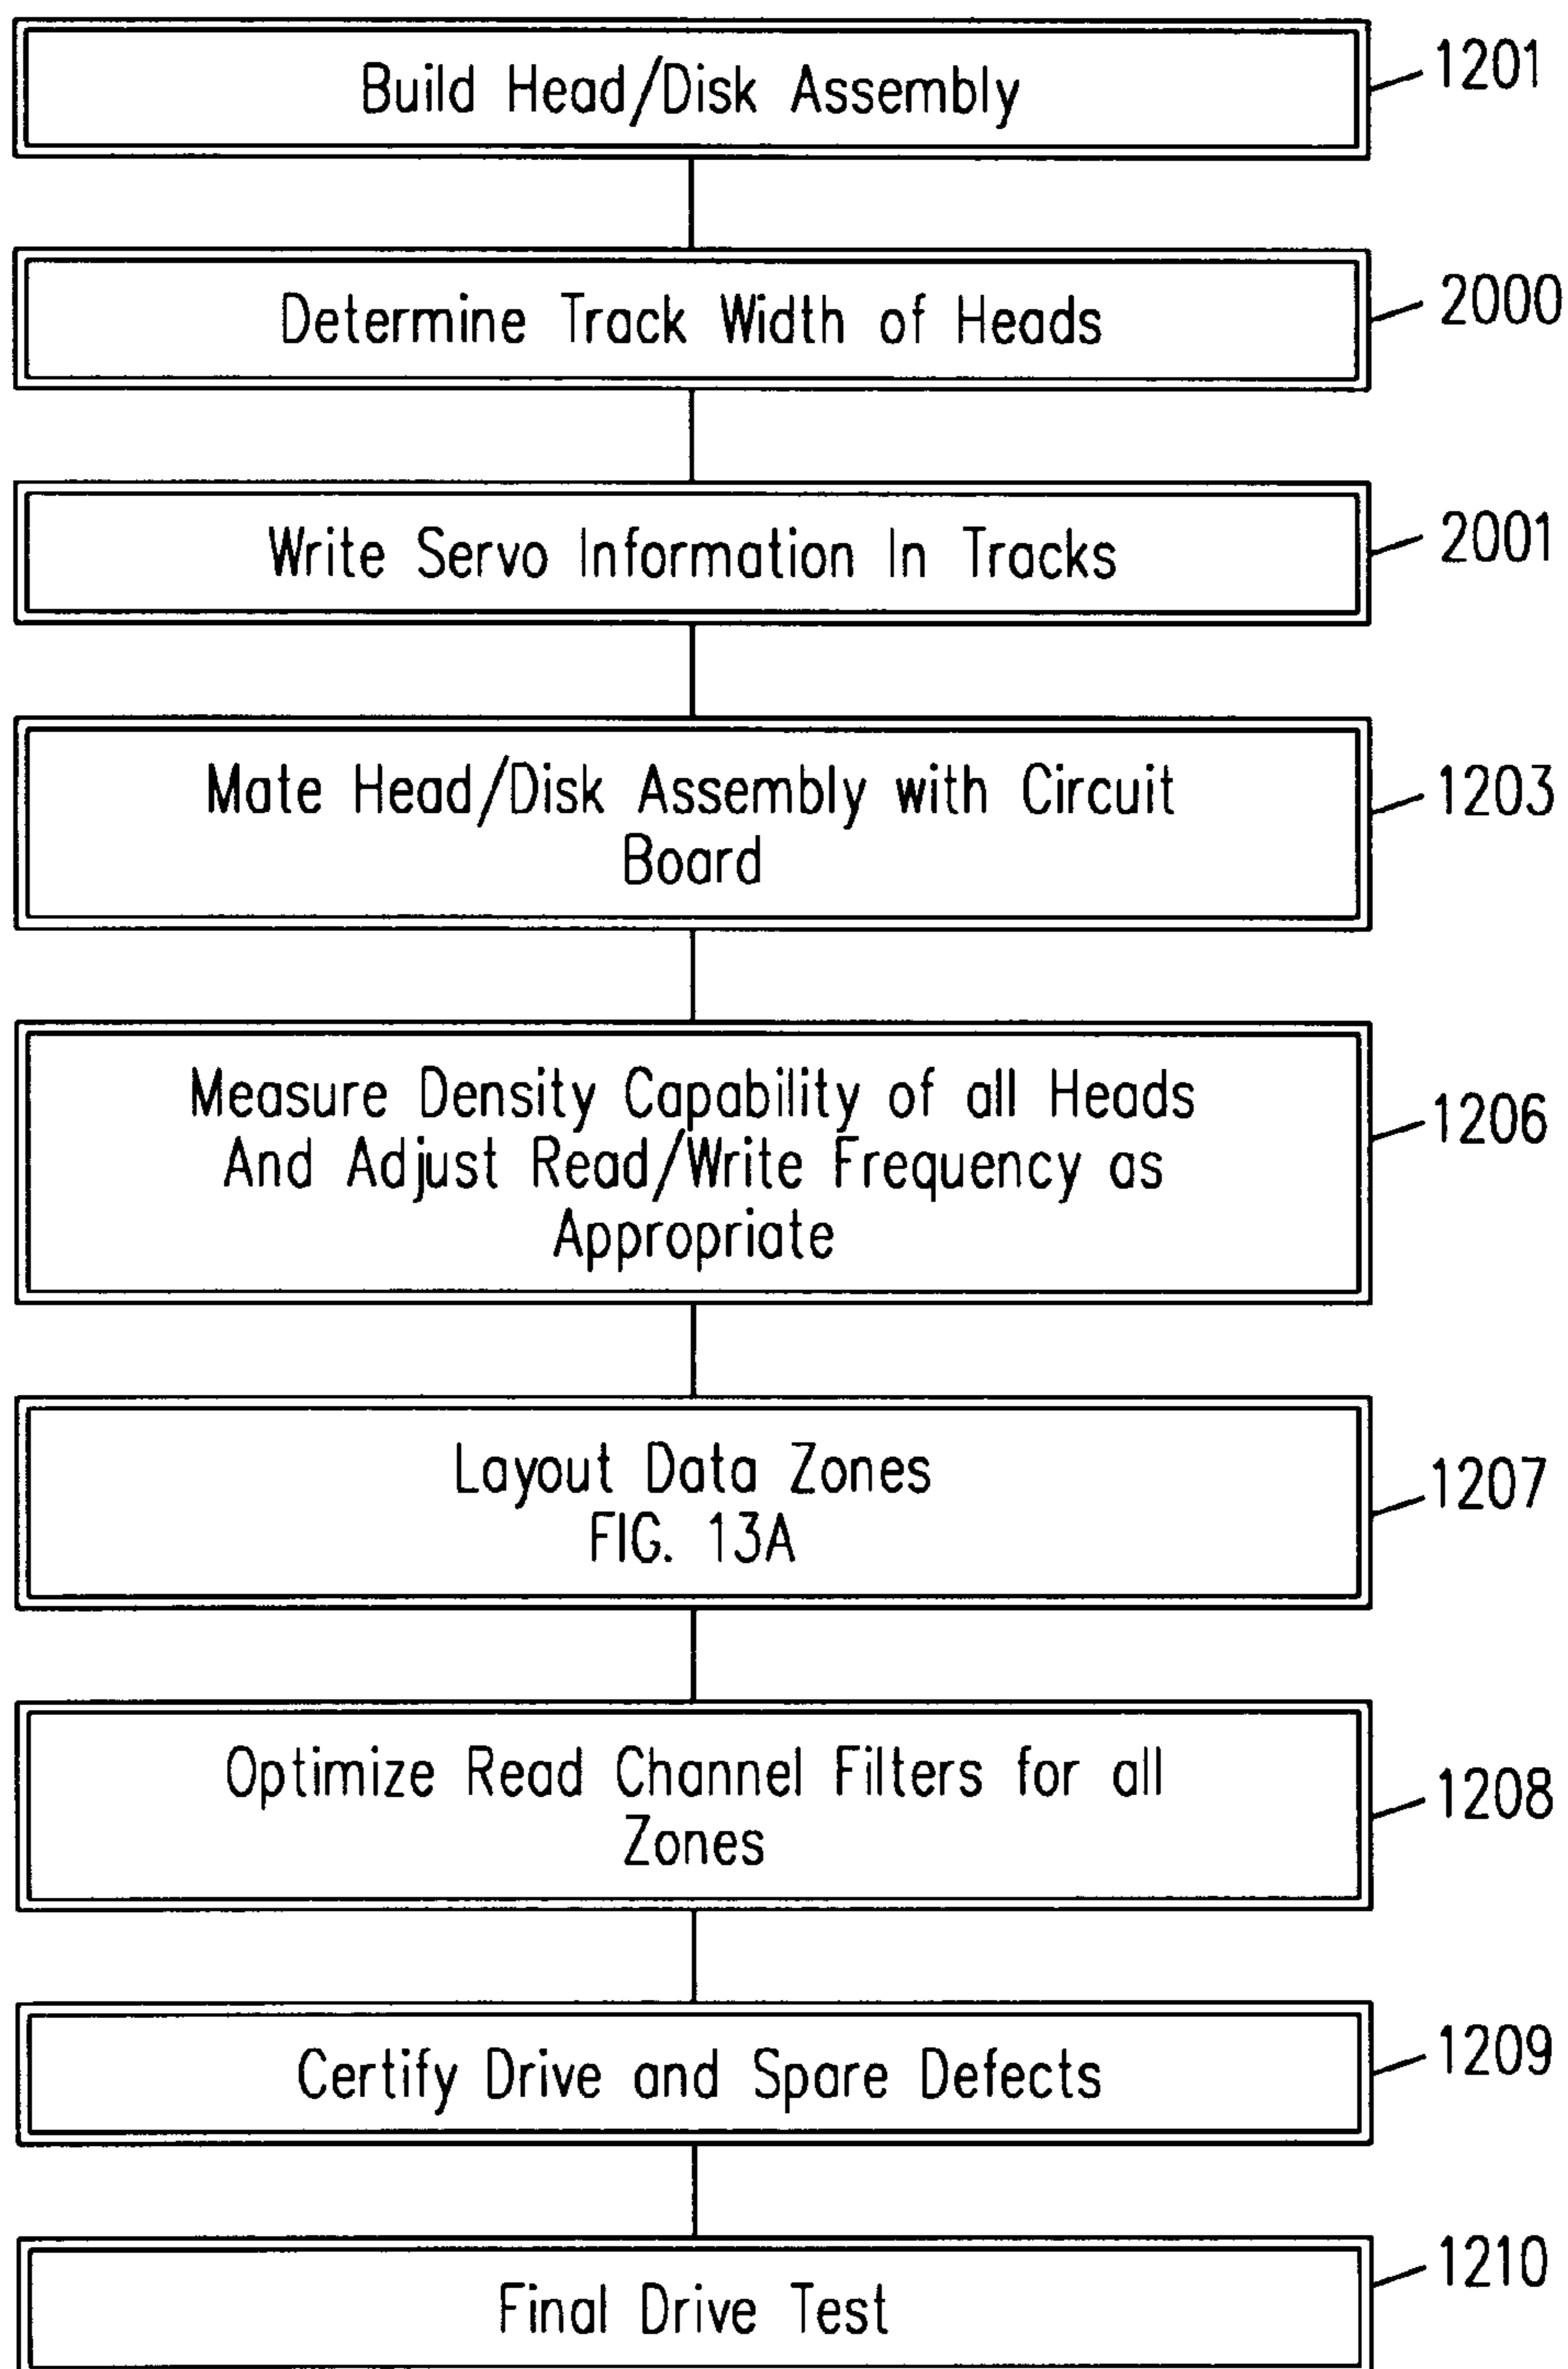 Build Head/Disk Assembly
1201
Determine Track Width of Heads
2000
Write Servo Information In Tracks
2001
Mate Head/Disk Assembly with Circuit
Board
1203
Measure Density Capability of all Heads
And Adjust Read/Write Frequency as
Appropriate
1206
Layout Data Zones
FIG. 13A
1207
Optimize Read Channel Filters for all
Zones
1208
Certify Drive and Spare Defects
1209
Final Drive Test
1210